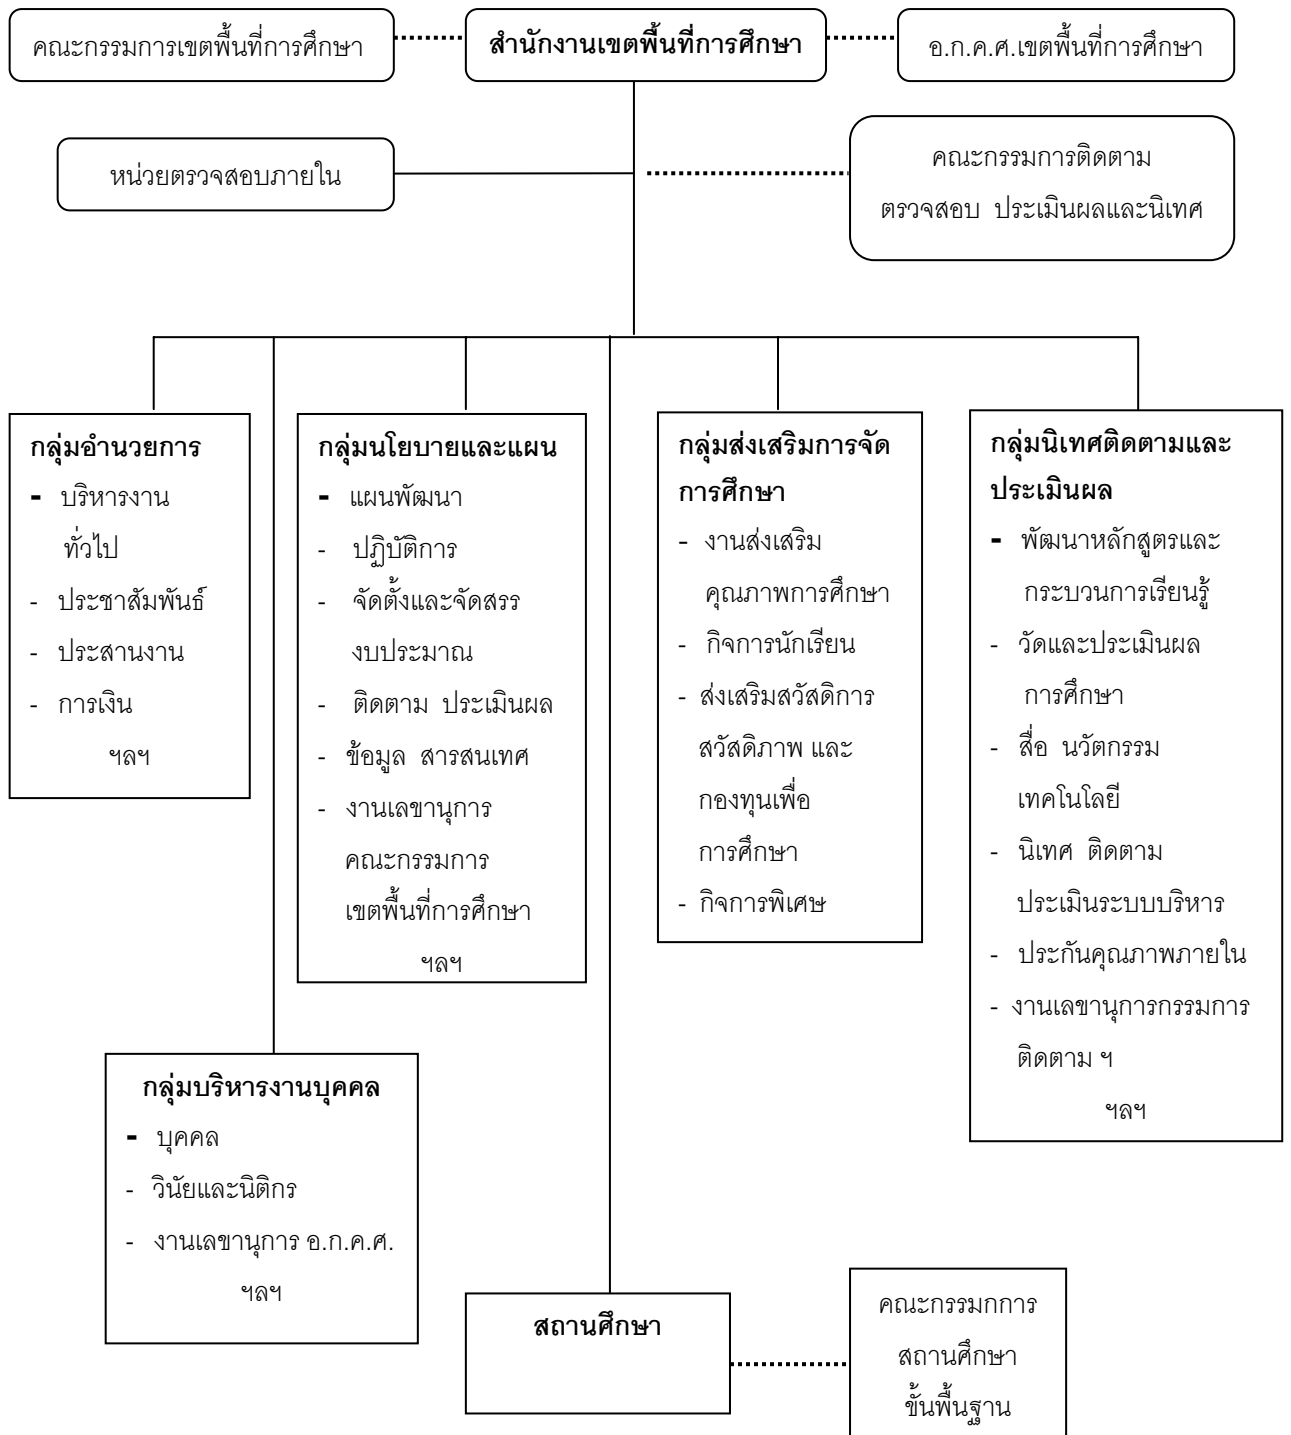 คณะกรรมการเขตพื้นที่การศึกษา
สำนักงานเขตพื้นที่การศึกษา
อ.ก.ค.ศ.เขตพื้นที่การศึกษา
หน่วยตรวจสอบภายใน
คณะกรรมการติดตาม
ตรวจสอบ ประเมินผลและนิเทศ
กลุ่มอำนวยการ
- บริหารงาน
ทั่วไป
- ประชาสัมพันธ์
- ประสานงาน
- การเงิน
ฯลฯ
กลุ่มนโยบายและแผน
- แผนพัฒนา
- ปฏิบัติการ
- จัดตั้งและจัดสรร
งบประมาณ
- ติดตาม ประเมินผล
- ข้อมูล สารสนเทศ
- งานเลขานุการ
คณะกรรมการ
เขตพื้นที่การศึกษา
ฯลฯ
กลุ่มส่งเสริมการจัด
การศึกษา
- งานส่งเสริม
คุณภาพการศึกษา
- กิจการนักเรียน
- ส่งเสริมสวัสดิการ
สวัสดิภาพ และ
กองทุนเพื่อ
การศึกษา
- กิจการพิเศษ
กลุ่มนิเทศติดตามและ
ประเมินผล
- พัฒนาหลักสูตรและ
กระบวนการเรียนรู้
- วัดและประเมินผล
การศึกษา
- สื่อ นวัตกรรม
เทคโนโลยี
- นิเทศ ติดตาม
ประเมินระบบบริหาร
- ประกันคุณภาพภายใน
- งานเลขานุการกรรมการ
ติดตาม ฯ
ฯลฯ
กลุ่มบริหารงานบุคคล
- บุคคล
- วินัยและนิติกร
- งานเลขานุการ อ.ก.ค.ศ.
ฯลฯ
สถานศึกษา
คณะกรรมกการ
สถานศึกษา
ขั้นพื้นฐาน